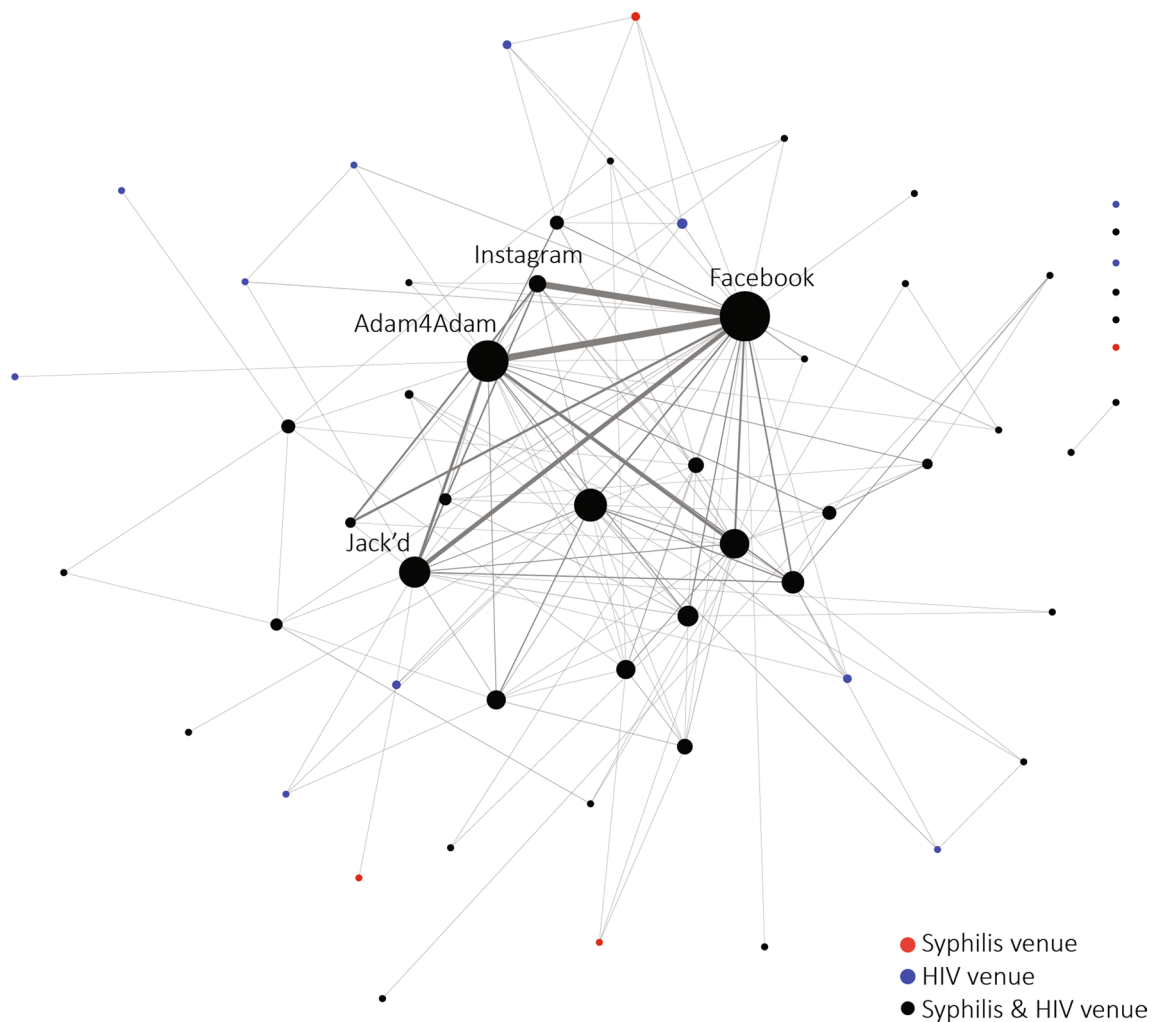 Instagram
Facebook
Adam4Adam
Jack’d
Syphilis venue
HIV venue
Syphilis & HIV venue